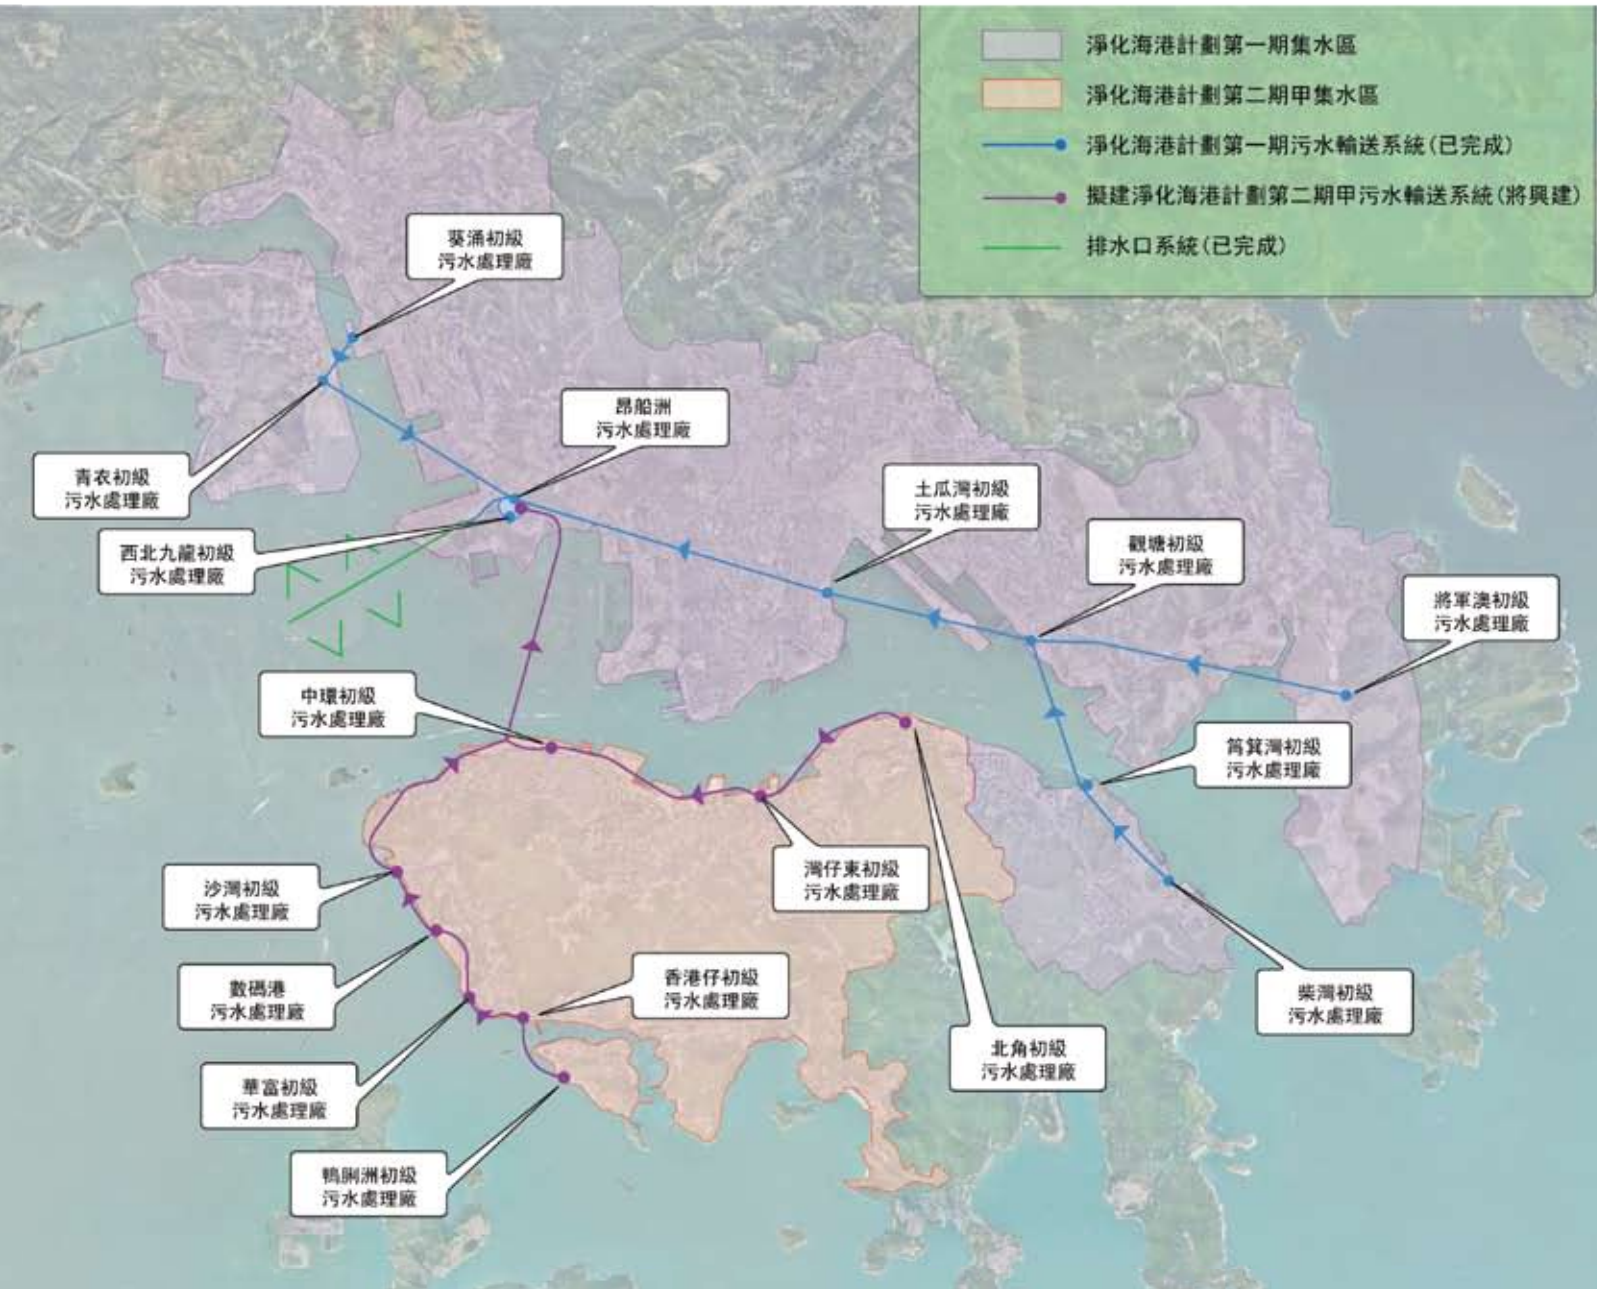 淨化海港計劃第一期集水區
淨化海港計劃第二期甲集水區
淨化海港計劃第一期污水輸送系統(已完成)
擬建淨化海港計劃第二期甲污水輸送系統(將興建)
排水口系統(已完成)
葵涌初級
污水處理廠
昂船洲
污水處理廠
青衣初級
污水處理廠
土瓜灣初級
污水處理廠
西北九龍初級
污水處理廠
觀塘初級
污水處理廠
將軍澳初級
污水處理廠
中環初級
污水處理廠
筲箕灣初級
污水處理廠
沙灣初級
污水處理廠
灣仔東初級
污水處理廠
數碼港
污水處理廠
香港仔初級
污水處理廠
柴灣初級
污水處理廠
北角初級
污水處理廠
華富初級
污水處理廠
鴨脷洲初級
污水處理廠